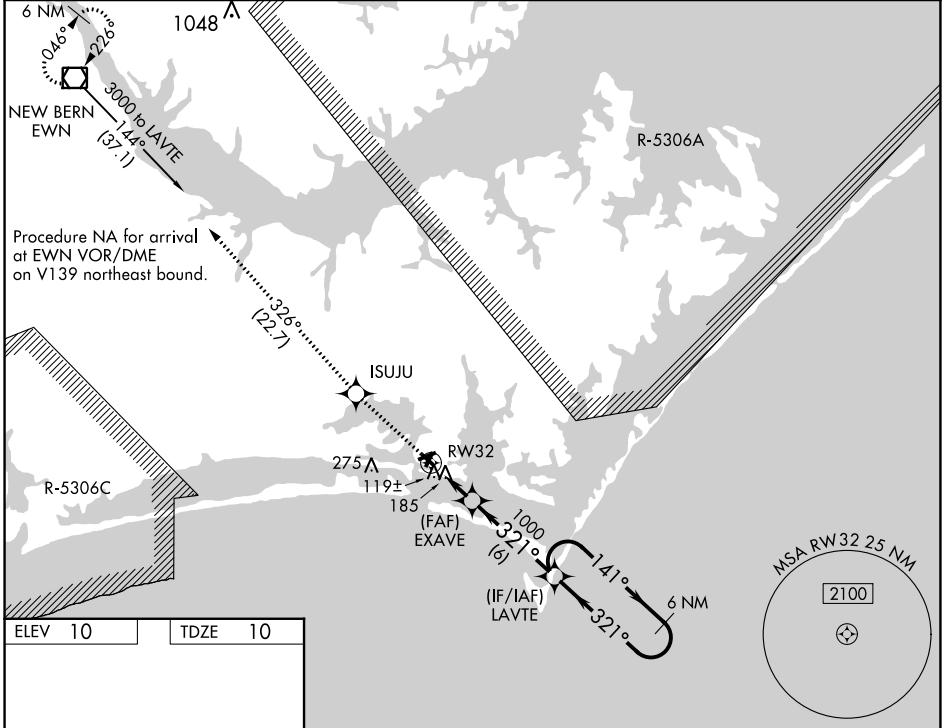 6 NM
1048
046°
226°
NEW BERN
EWN
3000 to LAVTE
144°
(37.1)
R-5306A
Procedure NA for arrival
at EWN VOR/DME
on V139 northeast bound.
326°
(22.7)
ISUJU
RW32
275
119±
185
R-5306C
(FAF)
EXAVE
1000
321°
(6)
(IF/IAF)
LAVTE
141°
6 NM
321°
MSA RW32 25 NM
2100
ELEV 10
TDZE 10